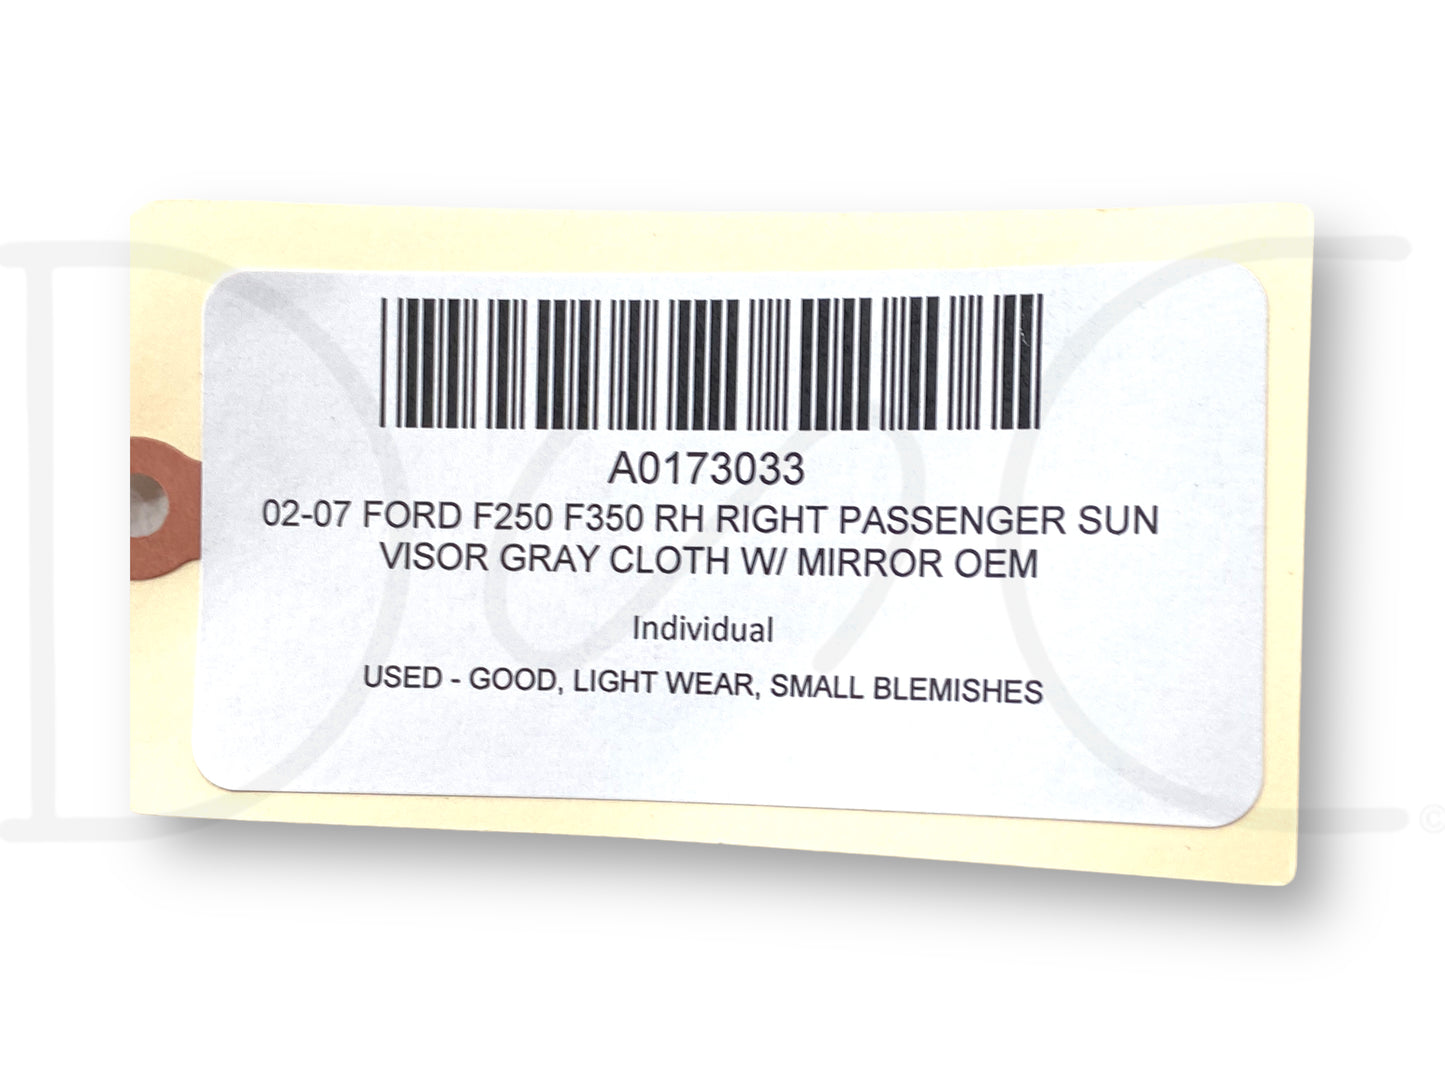 A0173033
02-07 FORD F250 F350 RH RIGHT PASSENGER SUN
VISOR GRAY CLOTH W/ MIRROR OEM
Individual
USED - GOOD, LIGHT WEAR, SMALL BLEMISHES
DnC
©